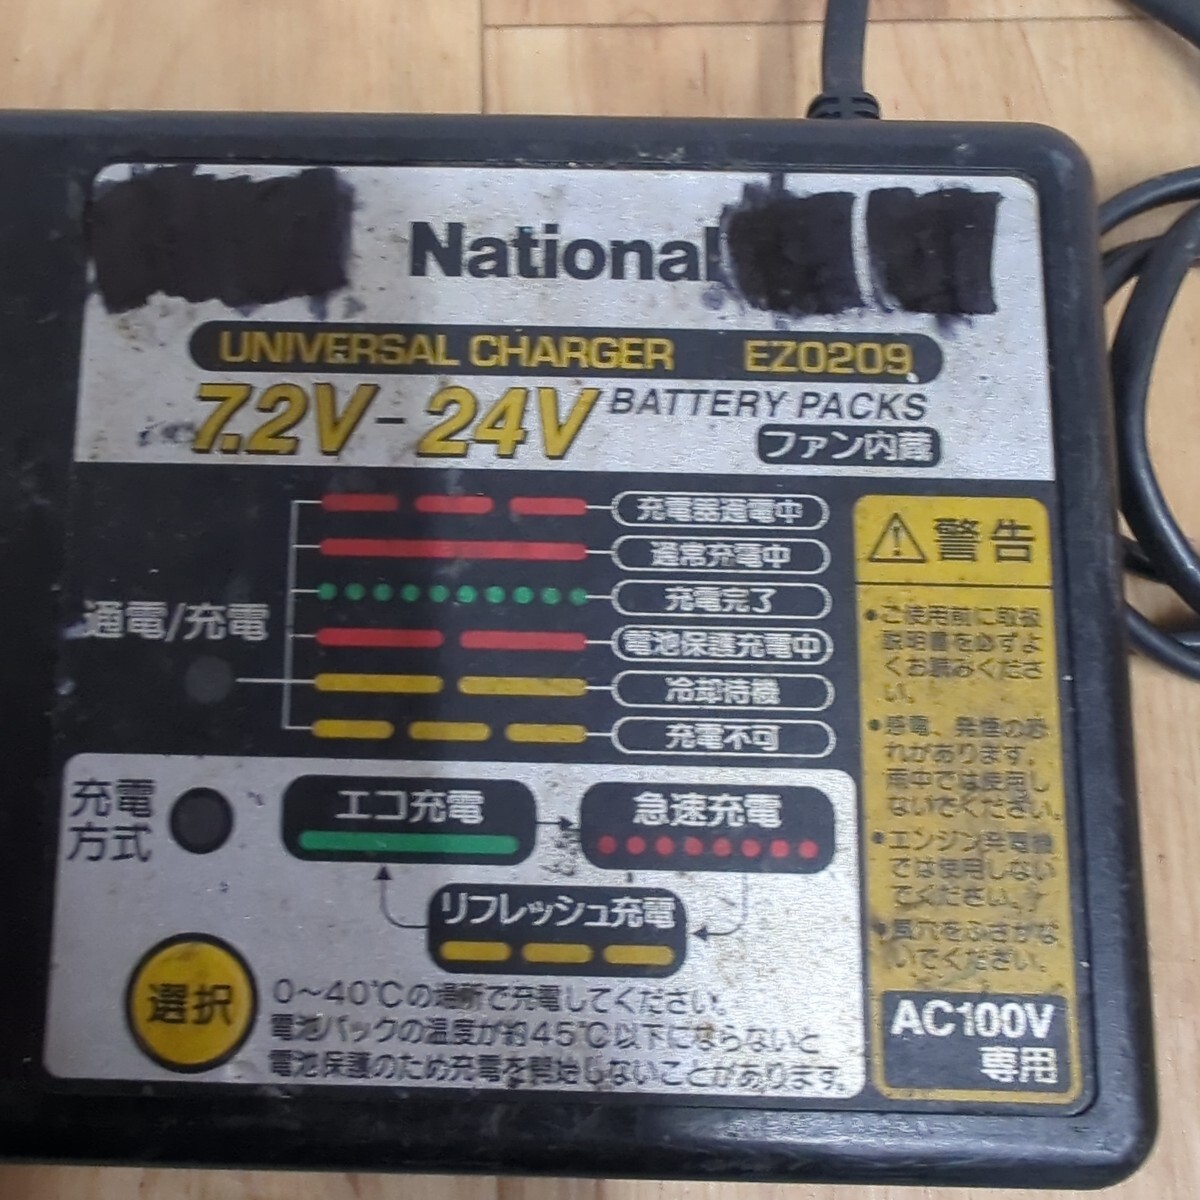 National
UNIVERSAL CHARGER EZ0209
7.2V-24V BATTERY PACKS
ファン内蔵
通電/充電
充電器通電中
通常充電中
充電完了
電池保護充電中
冷却待機
充電不可
充電
方式
エコ充電
急速充電
リフレッシュ充電
選択
0～40℃の場所で充電してください。
電池パックの温度が約45℃以下にならないと
電池保護のため充電を開始しないことがあります。
⚠警告
●ご使用前に取扱
説明書を必ずよ
くお読みくださ
い。
●感電、発煙の恐
れがあります。
雨中では使用し
ないでください。
●エンジン発電機
では使用しない
でください。
●風穴をふさがな
いでください。
AC100V
専用